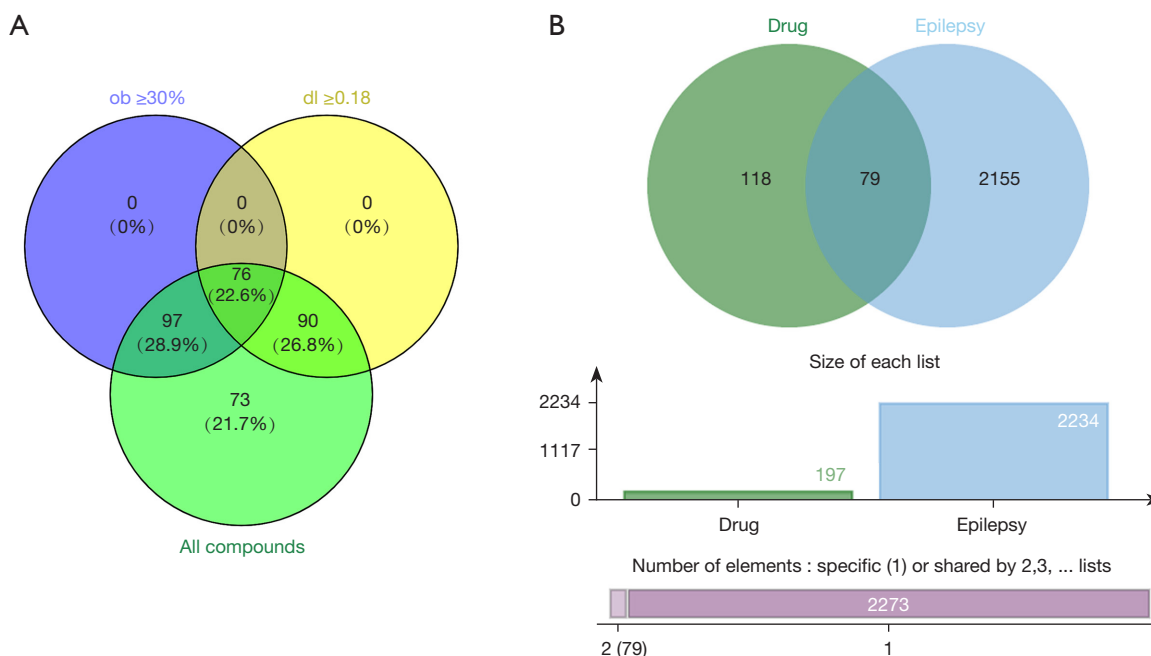 A
ob ≥30%
dl ≥0.18
0
(0%)
0
(0%)
0
(0%)
76
(22.6%)
97
(28.9%)
90
(26.8%)
73
(21.7%)
All compounds
B
Drug
Epilepsy
118
79
2155
Size of each list
2234
1117
0
197
2234
Drug
Epilepsy
Number of elements : specific (1) or shared by 2,3, ... lists
2273
2 (79)
1